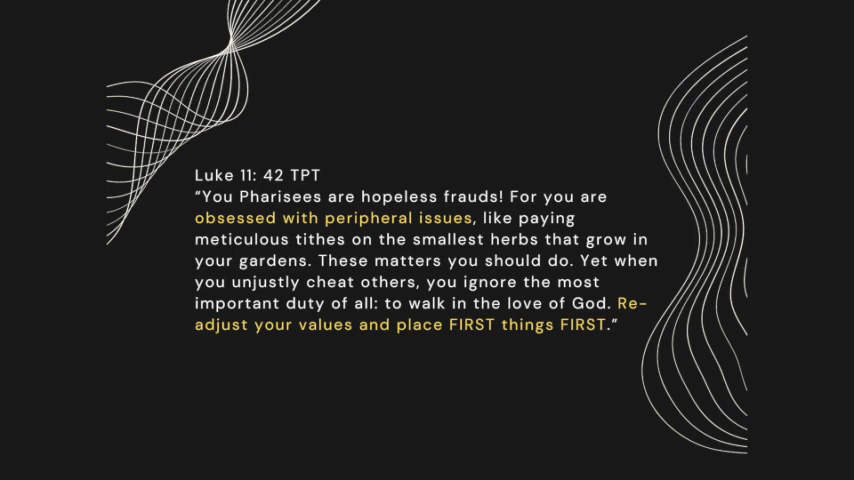 Luke 11: 42 TPT
“You Pharisees are hopeless frauds! For you are
obsessed with peripheral issues, like paying
meticulous tithes on the smallest herbs that grow in
your gardens. These matters you should do. Yet when
you unjustly cheat others, you ignore the most
important duty of all: to walk in the love of God. Re-
adjust your values and place FIRST things FIRST.”